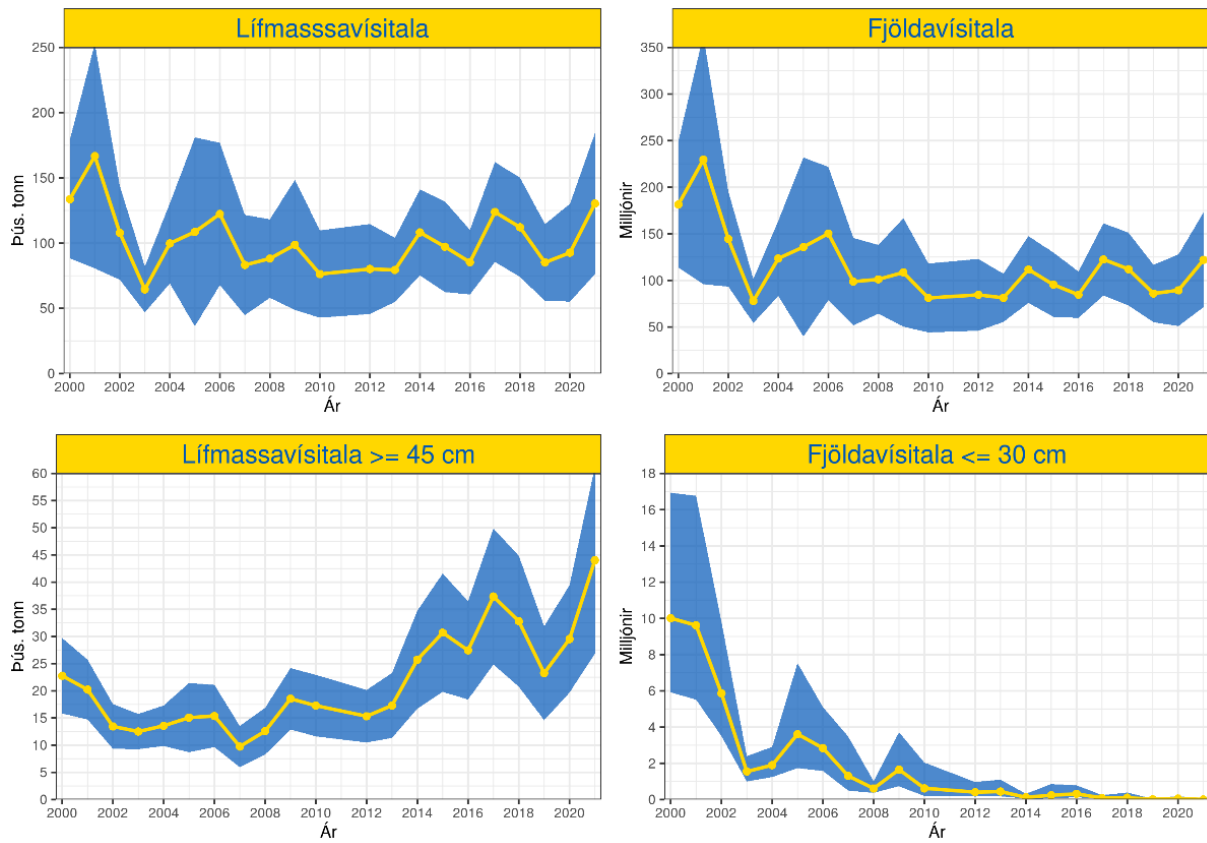 Lífmasssavísitala
Þús. tonn
250
200
150
100
50
0
2000 2002 2004 2006 2008 2010 2012 2014 2016 2018 2020
Ár
Fjöldavísitala
Milljónir
350
300
250
200
150
100
50
0
2000 2002 2004 2006 2008 2010 2012 2014 2016 2018 2020
Ár
Lífmassavísitala >= 45 cm
Þús. tonn
60
55
50
45
40
35
30
25
20
15
10
5
0
2000 2002 2004 2006 2008 2010 2012 2014 2016 2018 2020
Ár
Fjöldavísitala <= 30 cm
Milljónir
18
16
14
12
10
8
6
4
2
0
2000 2002 2004 2006 2008 2010 2012 2014 2016 2018 2020
Ár